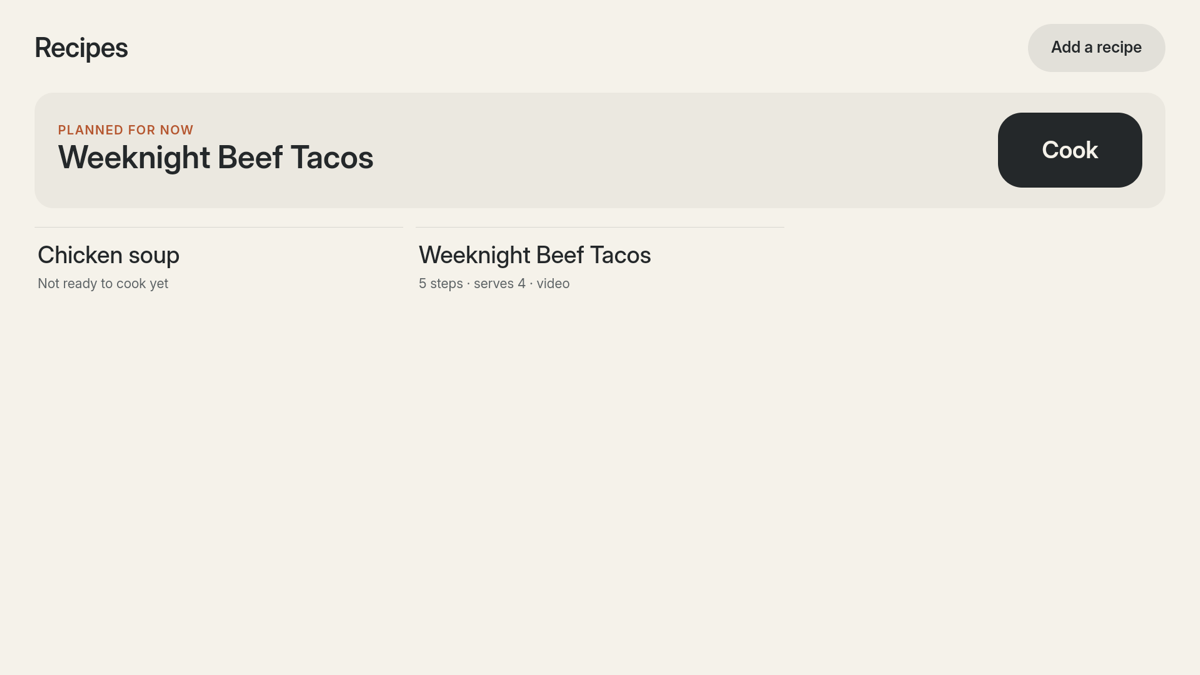 Recipes
Add a recipe
PLANNED FOR NOW
Weeknight Beef Tacos
Cook
Chicken soup
Not ready to cook yet
Weeknight Beef Tacos
5 steps · serves 4 · video